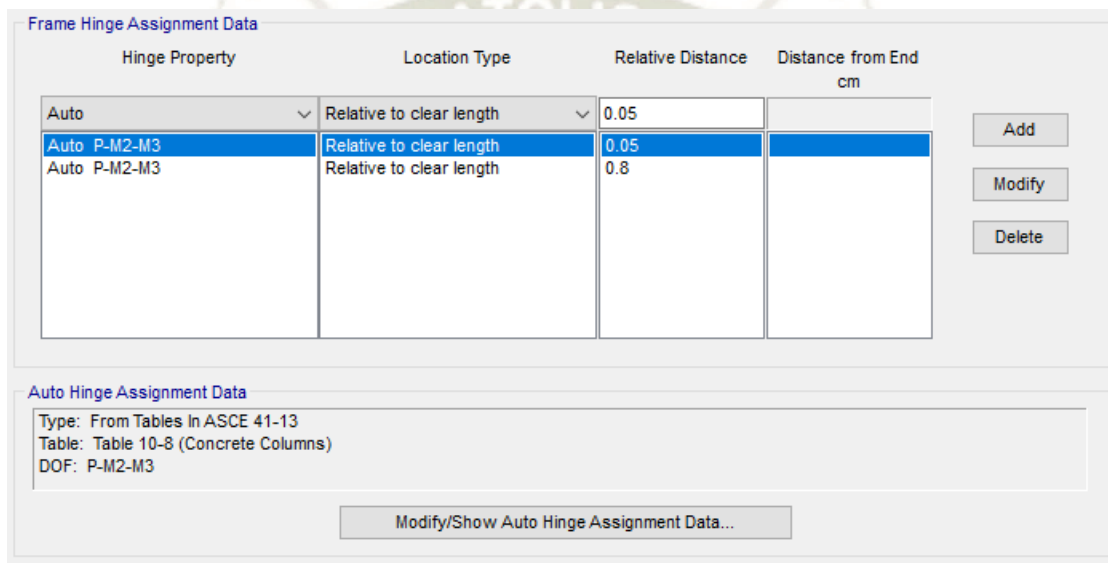 Frame Hinge Assignment Data
Hinge Property Location Type Relative Distance Distance from End
cm
Auto Relative to clear length 0.05
Auto P-M2-M3 Relative to clear length 0.05
Auto P-M2-M3 Relative to clear length 0.8
Add
Modify
Delete
Auto Hinge Assignment Data
Type: From Tables In ASCE 41-13
Table: Table 10-8 (Concrete Columns)
DOF: P-M2-M3
Modify/Show Auto Hinge Assignment Data...